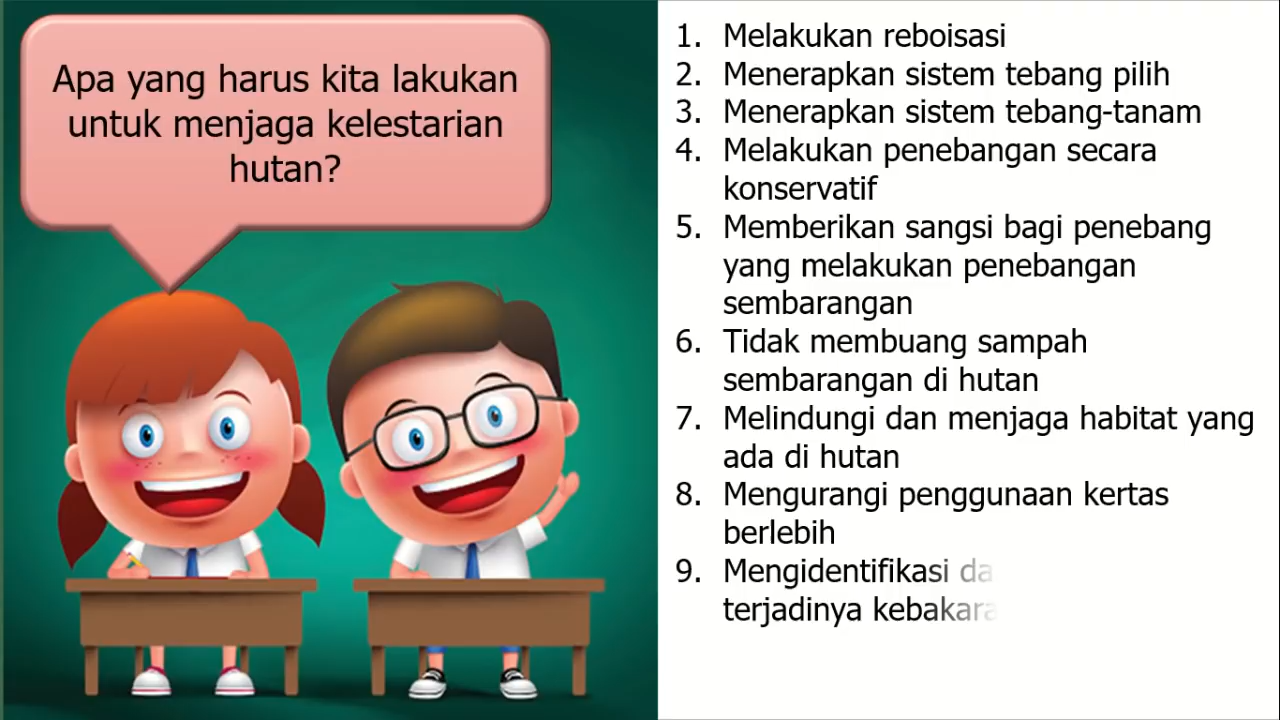 Apa yang harus kita lakukan
untuk menjaga kelestarian
hutan?
1. Melakukan reboisasi
2. Menerapkan sistem tebang pilih
3. Menerapkan sistem tebang-tanam
4. Melakukan penebangan secara
konservatif
5. Memberikan sangsi bagi penebang
yang melakukan penebangan
sembarangan
6. Tidak membuang sampah
sembarangan di hutan
7. Melindungi dan menjaga habitat yang
ada di hutan
8. Mengurangi penggunaan kertas
berlebih
9. Mengidentifikasi
terjadinya